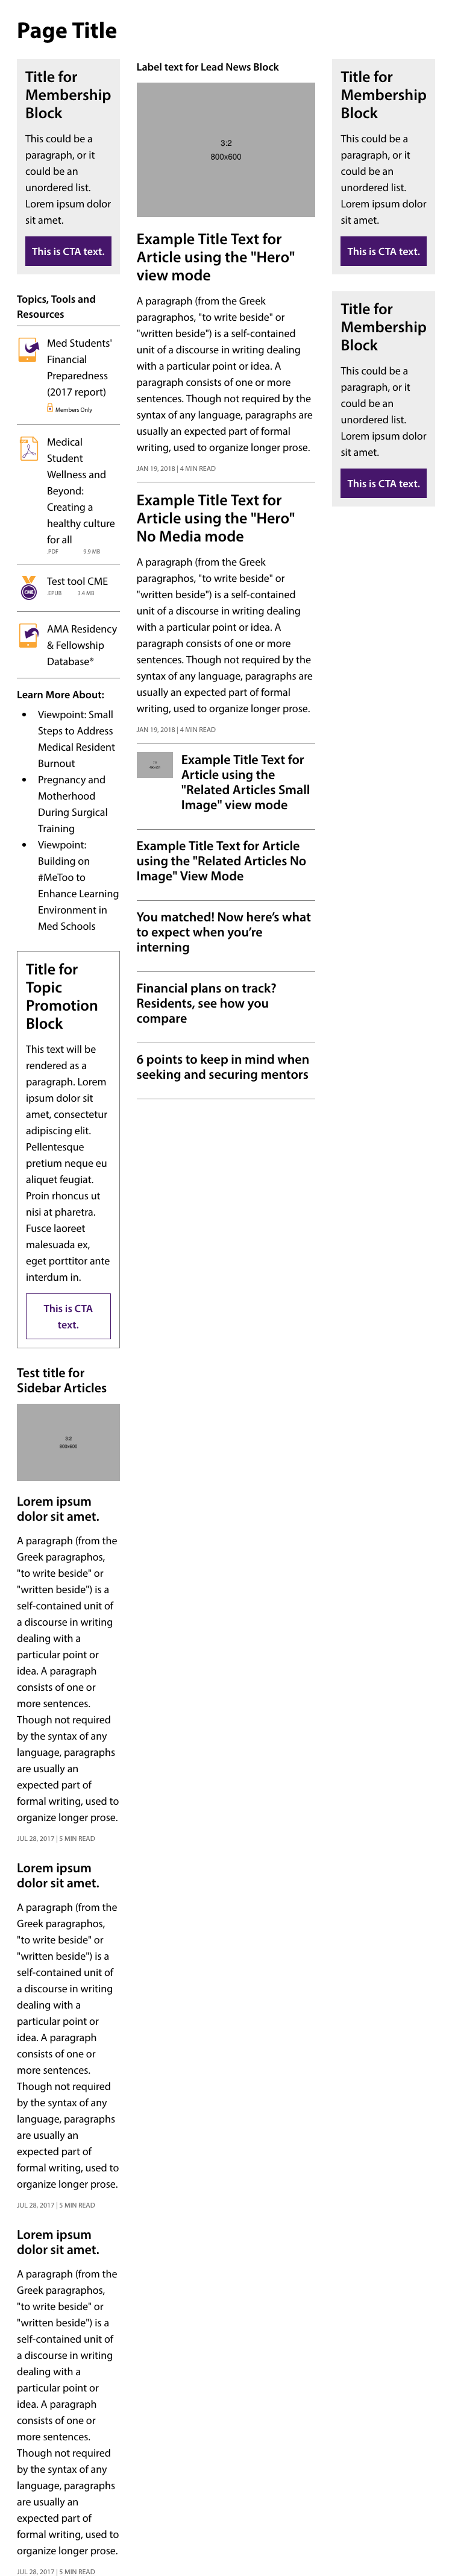 Page Title
Title for
Membership
Block
This could be a
paragraph, or it
could be an
unordered list.
Lorem ipsum dolor
sit amet.
This is CTA text.
Topics, Tools and
Resources
Med Students'
Financial
Preparedness
(2017 report)
Members Only
Medical
Student
Wellness and
Beyond:
Creating a
healthy culture
for all
.PDF 9.9 MB
Test tool CME
CME
.EPUB 3.4 MB
AMA Residency
& Fellowship
Database®
Learn More About:
• Viewpoint: Small
Steps to Address
Medical Resident
Burnout
• Pregnancy and
Motherhood
During Surgical
Training
• Viewpoint:
Building on
#MeToo to
Enhance Learning
Environment in
Med Schools
Title for
Topic
Promotion
Block
This text will be
rendered as a
paragraph. Lorem
ipsum dolor sit
amet, consectetur
adipiscing elit.
Pellentesque
pretium neque eu
aliquet feugiat.
Proin rhoncus ut
nisi at pharetra.
Fusce laoreet
malesuada ex,
eget porttitor ante
interdum in.
This is CTA
text.
Test title for
Sidebar Articles
3:2
800x600
Lorem ipsum
dolor sit amet.
A paragraph (from the
Greek paragraphos,
"to write beside" or
"written beside") is a
self-contained unit of
a discourse in writing
dealing with a
particular point or
idea. A paragraph
consists of one or
more sentences.
Though not required
by the syntax of any
language, paragraphs
are usually an
expected part of
formal writing, used to
organize longer prose.
JUL 28, 2017 | 5 MIN READ
Lorem ipsum
dolor sit amet.
A paragraph (from the
Greek paragraphos,
"to write beside" or
"written beside") is a
self-contained unit of
a discourse in writing
dealing with a
particular point or
idea. A paragraph
consists of one or
more sentences.
Though not required
by the syntax of any
language, paragraphs
are usually an
expected part of
formal writing, used to
organize longer prose.
JUL 28, 2017 | 5 MIN READ
Lorem ipsum
dolor sit amet.
A paragraph (from the
Greek paragraphos,
"to write beside" or
"written beside") is a
self-contained unit of
a discourse in writing
dealing with a
particular point or
idea. A paragraph
consists of one or
more sentences.
Though not required
by the syntax of any
language, paragraphs
are usually an
expected part of
formal writing, used to
organize longer prose.
JUL 28, 2017 | 5 MIN READ
Label text for Lead News Block
3:2
800x600
Example Title Text for
Article using the "Hero"
view mode
A paragraph (from the Greek
paragraphos, "to write beside" or
"written beside") is a self-contained
unit of a discourse in writing dealing
with a particular point or idea. A
paragraph consists of one or more
sentences. Though not required by the
syntax of any language, paragraphs are
usually an expected part of formal
writing, used to organize longer prose.
JAN 19, 2018 | 4 MIN READ
Example Title Text for
Article using the "Hero"
No Media mode
A paragraph (from the Greek
paragraphos, "to write beside" or
"written beside") is a self-contained
unit of a discourse in writing dealing
with a particular point or idea. A
paragraph consists of one or more
sentences. Though not required by the
syntax of any language, paragraphs are
usually an expected part of formal
writing, used to organize longer prose.
JAN 19, 2018 | 4 MIN READ
Example Title Text for
Article using the
"Related Articles Small
Image" view mode
Example Title Text for Article
using the "Related Articles No
Image" View Mode
You matched! Now here's what
to expect when you're
interning
Financial plans on track?
Residents, see how you
compare
6 points to keep in mind when
seeking and securing mentors
Title for
Membership
Block
This could be a
paragraph, or it
could be an
unordered list.
Lorem ipsum dolor
sit amet.
This is CTA text.
Title for
Membership
Block
This could be a
paragraph, or it
could be an
unordered list.
Lorem ipsum dolor
sit amet.
This is CTA text.